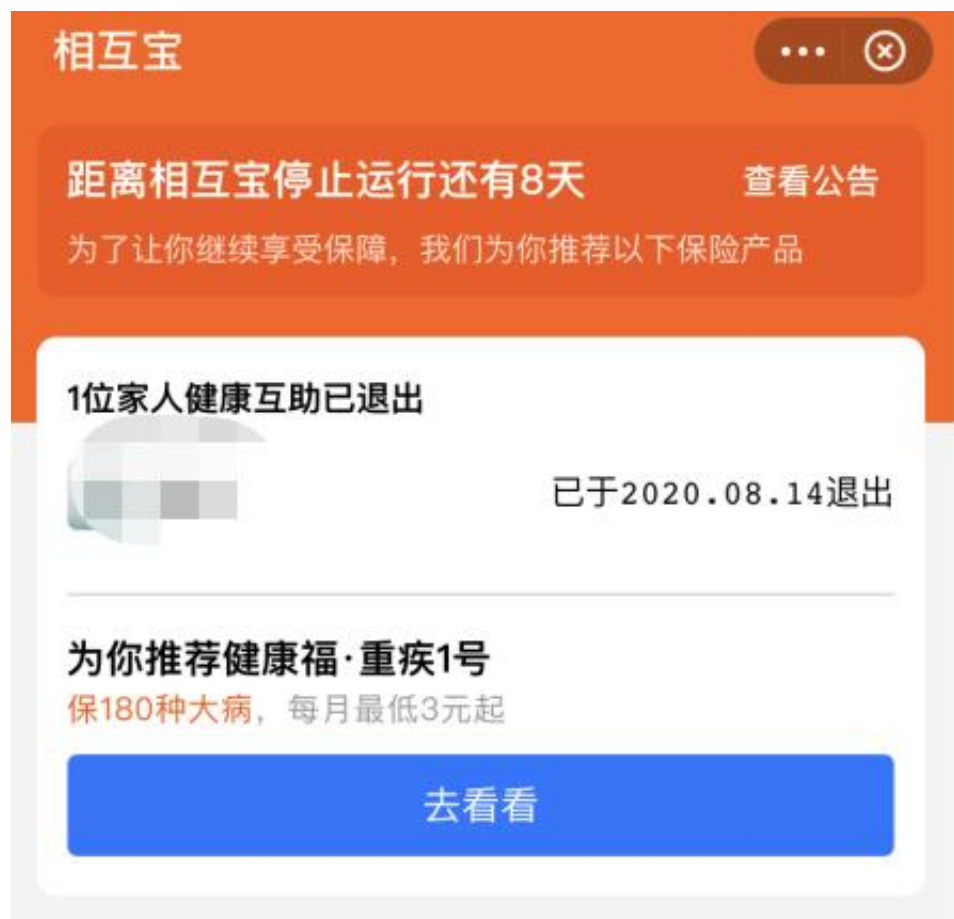 相互宝
距离相互宝停止运行还有8天 查看公告
为了让你继续享受保障，我们为你推荐以下保险产品
1位家人健康互助已退出
已于2020.08.14退出
为你推荐健康福·重疾1号
保180种大病，每月最低3元起
去看看